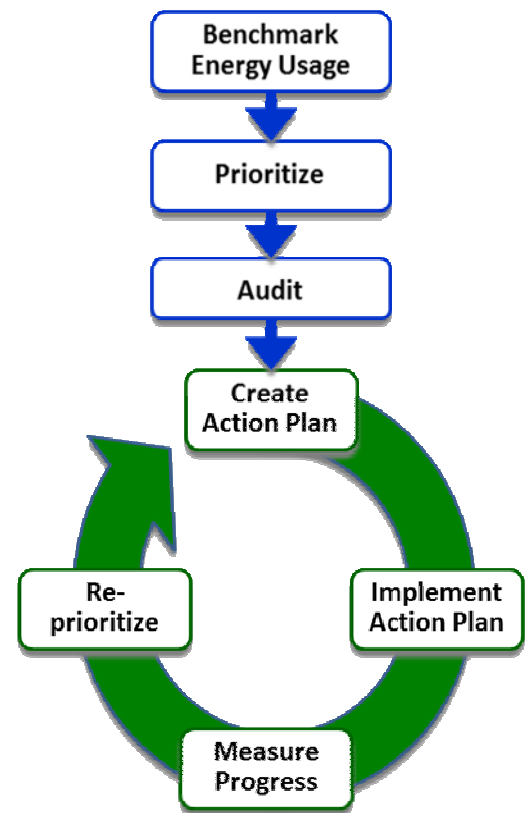 Benchmark
Energy Usage
Prioritize
Audit
Create
Action Plan
Re-
prioritize
Implement
Action Plan
Measure
Progress